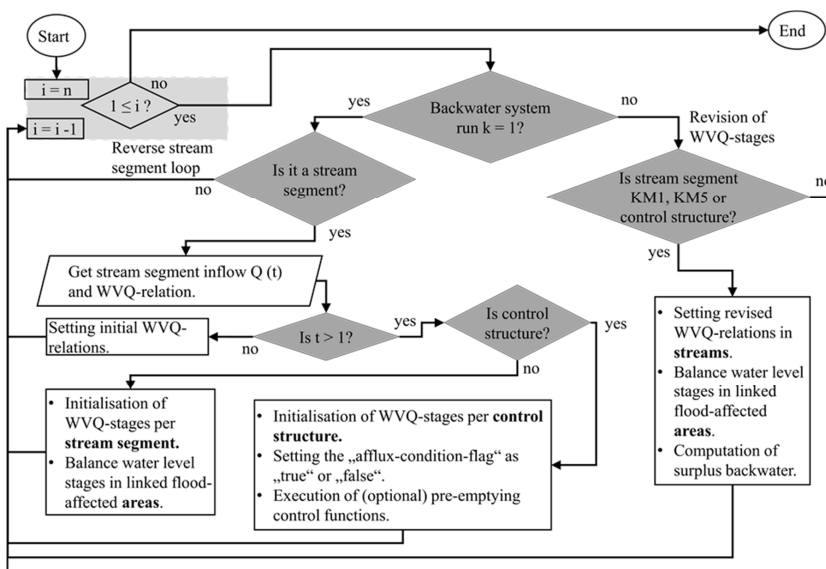 Start
End
i = n
no
1 ≤ i ?
yes
i = i -1
Reverse stream
segment loop
yes
Backwater system
run k = 1?
no
Revision of
WVQ-stages
no
Is it a stream
segment?
yes
Is stream segment
KM1, KM5 or
control structure?
no
yes
Get stream segment inflow Q (t)
and WVQ-relation.
Setting initial WVQ-
relations.
no
Is t > 1?
yes
Is control
structure?
yes
no
• Initialisation of
WVQ-stages per
stream segment.
• Balance water level
stages in linked flood-
affected areas.
• Initialisation of WVQ-stages per control
structure.
• Setting the „afflux-condition-flag“ as
„true“ or „false“.
• Execution of (optional) pre-emptying
control functions.
• Setting revised
WVQ-relations in
streams.
• Balance water level
stages in linked
flood-affected
areas.
• Computation of
surplus backwater.